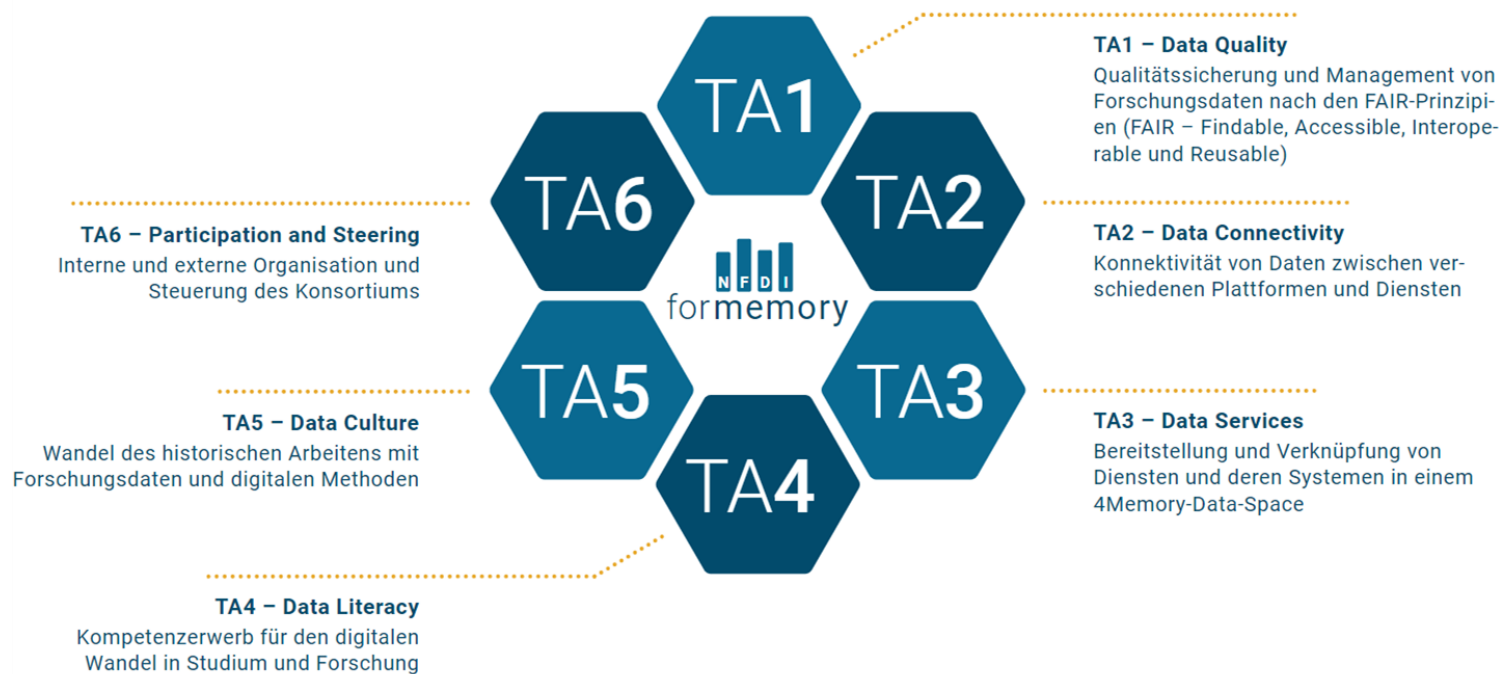 TA1
TA1 – Data Quality
Qualitätssicherung und Management von
Forschungsdaten nach den FAIR-Prinzipi-
en (FAIR – Findable, Accessible, Interope-
rable und Reusable)
TA2
TA2 – Data Connectivity
Konnektivität von Daten zwischen ver-
schiedenen Plattformen und Diensten
TA3
TA3 – Data Services
Bereitstellung und Verknüpfung von
Diensten und deren Systemen in einem
4Memory-Data-Space
TA4
TA4 – Data Literacy
Kompetenzerwerb für den digitalen
Wandel in Studium und Forschung
TA5
TA5 – Data Culture
Wandel des historischen Arbeitens mit
Forschungsdaten und digitalen Methoden
TA6
TA6 – Participation and Steering
Interne und externe Organisation und
Steuerung des Konsortiums
NFDI
formemory